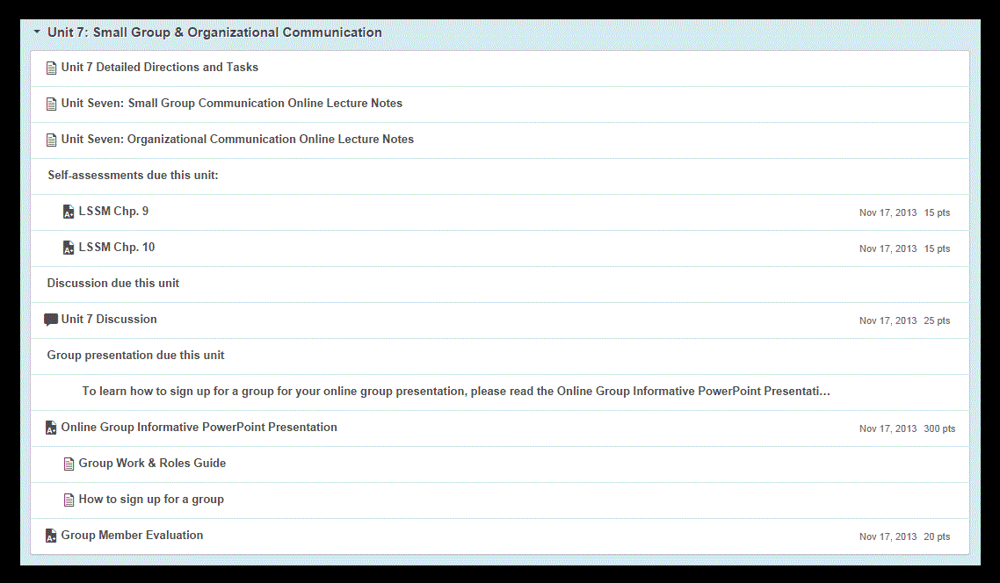 Unit 7: Small Group & Organizational Communication
Unit 7 Detailed Directions and Tasks
Unit Seven: Small Group Communication Online Lecture Notes
Unit Seven: Organizational Communication Online Lecture Notes
Self-assessments due this unit:
LSSM Chp. 9 Nov 17, 2013 15 pts
LSSM Chp. 10 Nov 17, 2013 15 pts
Discussion due this unit
Unit 7 Discussion Nov 17, 2013 25 pts
Group presentation due this unit
To learn how to sign up for a group for your online group presentation, please read the Online Group Informative PowerPoint Presentati...
Online Group Informative PowerPoint Presentation Nov 17, 2013 300 pts
Group Work & Roles Guide
How to sign up for a group
Group Member Evaluation Nov 17, 2013 20 pts